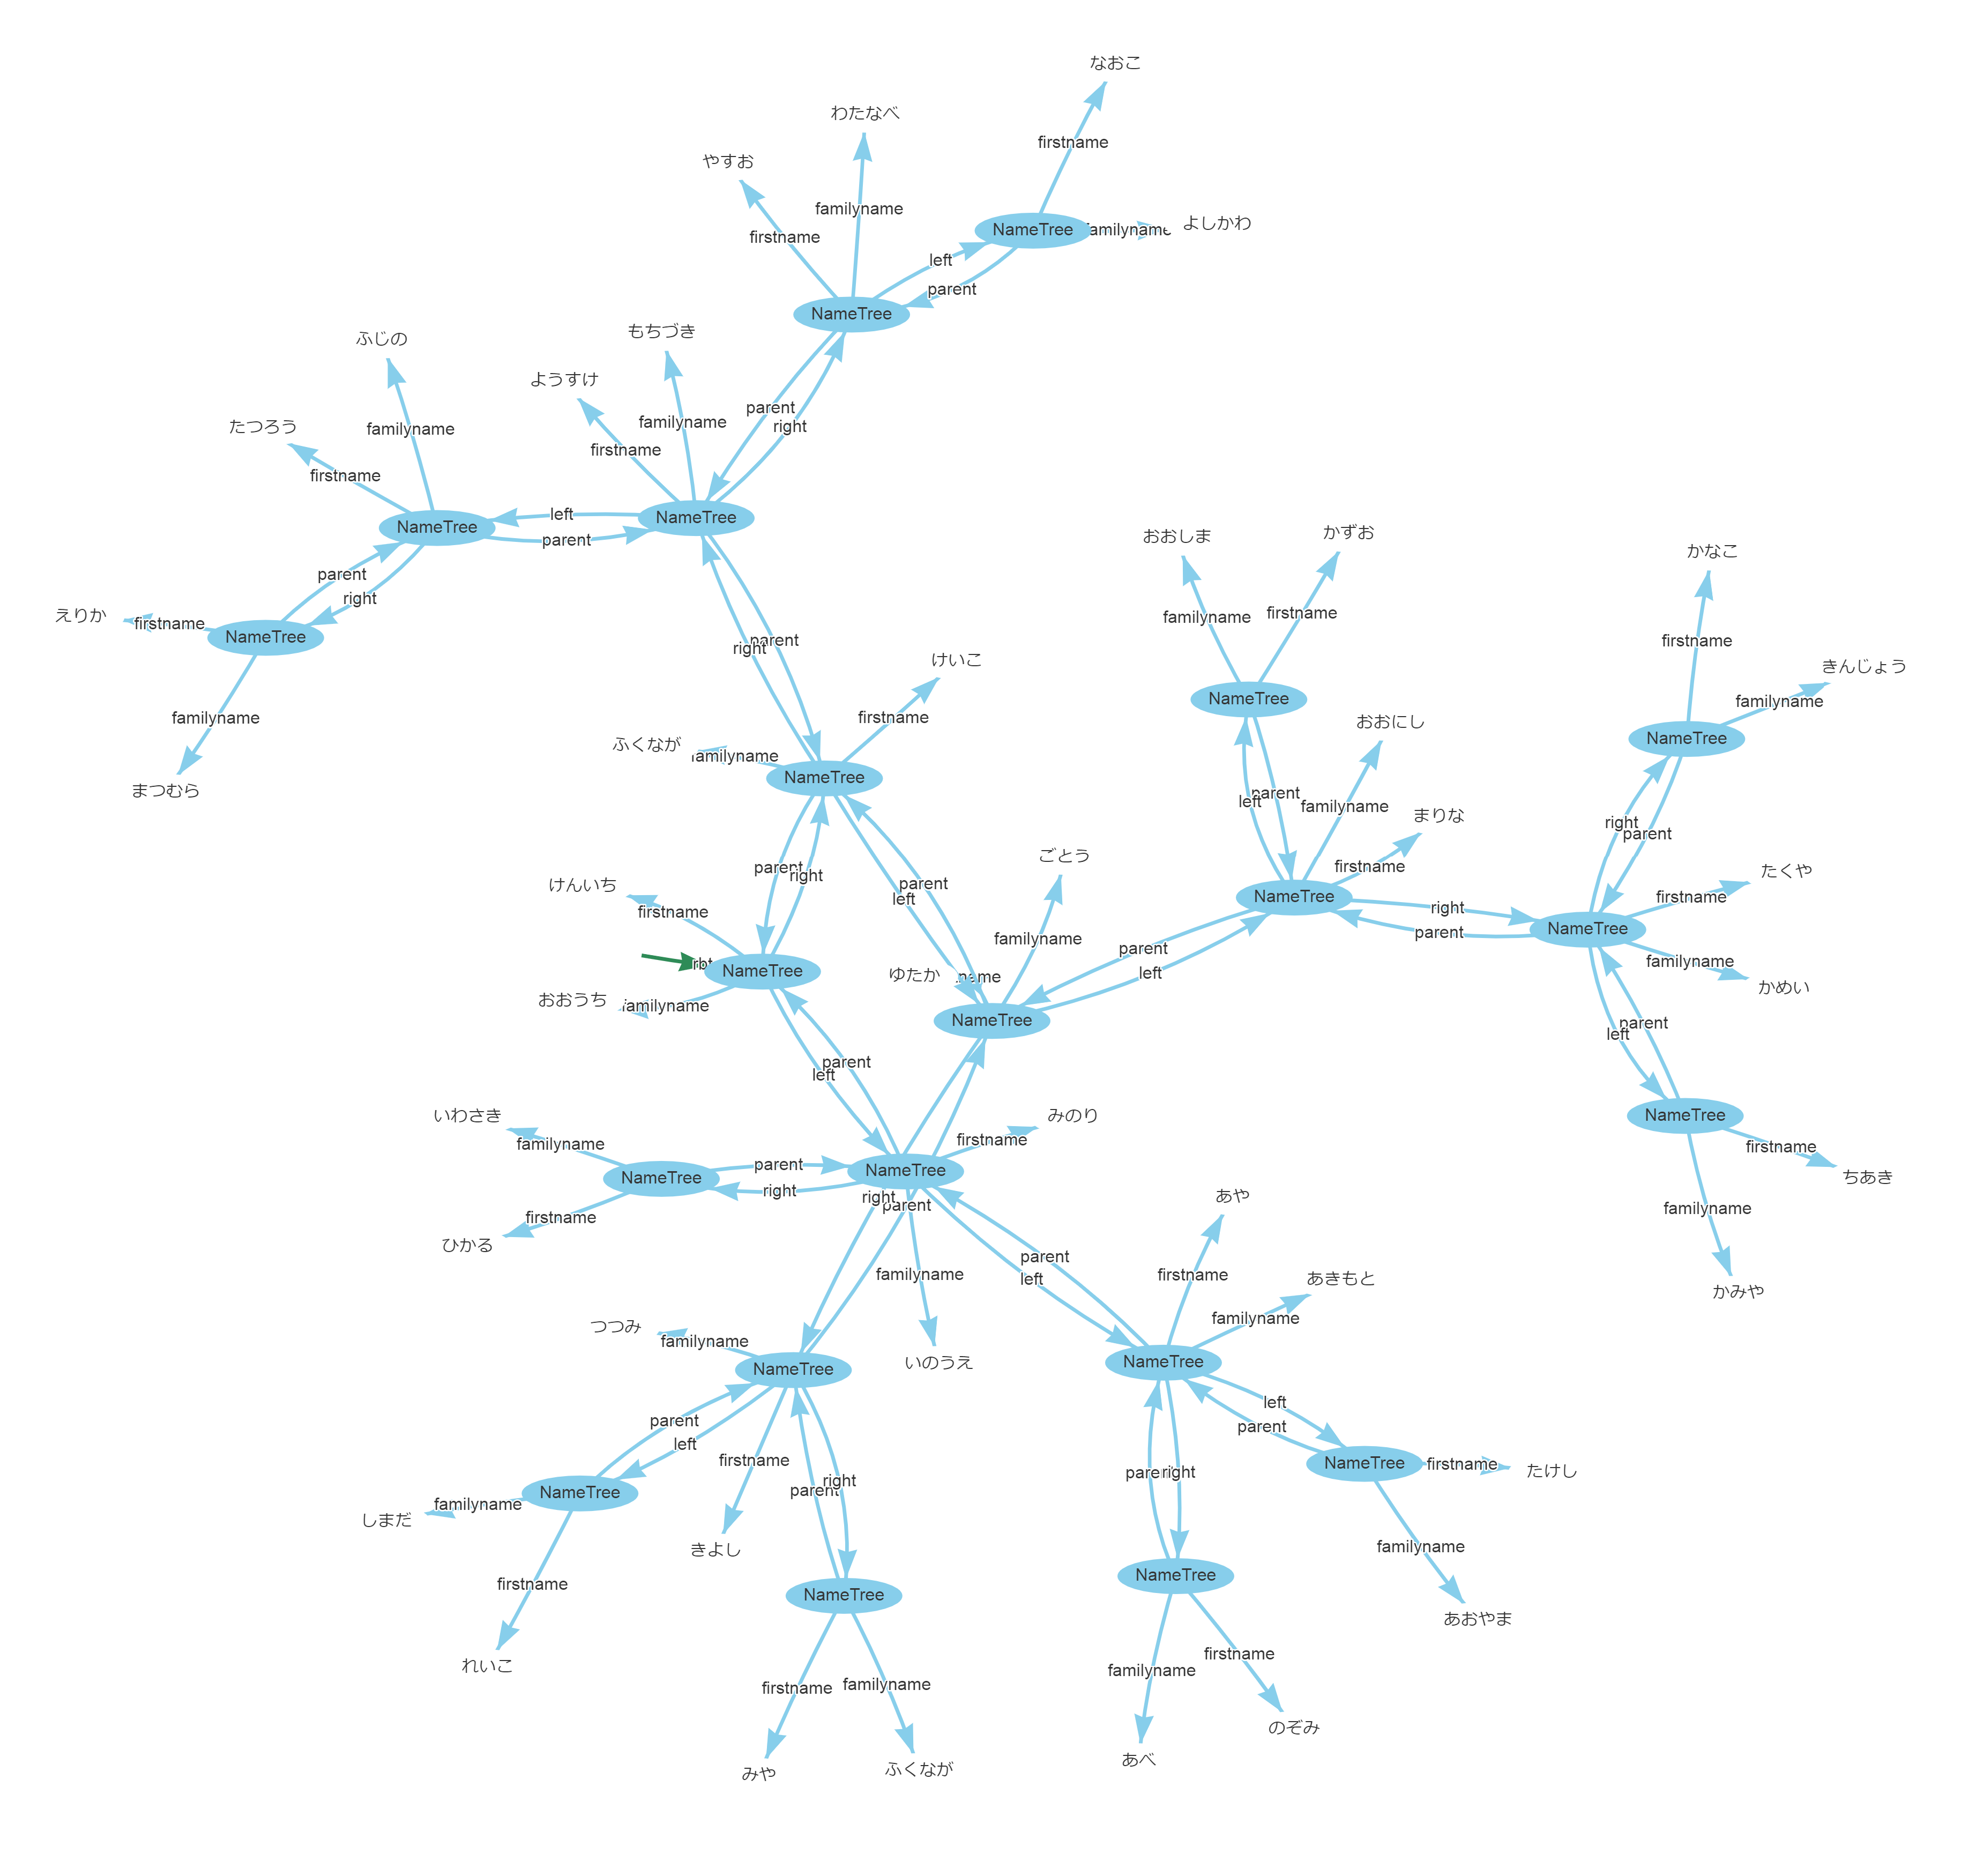 なおこ
わたなべ
firstname
やすお
familyname
よしかわ
NameTree
familyname
firstname
left
parent
NameTree
ふじの
もちづき
ようすけ
parent
right
familyname
firstname
たつろう
familyname
firstname
left
NameTree
NameTree
parent
おおしま
かずお
かなこ
parent
right
えりか
firstname
NameTree
familyname
firstname
firstname
parent
right
けいこ
きんじょう
familyname
NameTree
familyname
firstname
おおにし
NameTree
ふくなが
familyname
NameTree
まつむら
parent
left
familyname
まりな
right
parent
ごとう
firstname
たくや
parent
right
けんいち
parent
left
firstname
NameTree
firstname
right
parent
NameTree
familyname
parent
familyname
rbt
NameTree
ゆたか
left
かめい
おおうち
familyname
NameTree
parent
left
parent
left
いわさき
みのり
NameTree
familyname
firstname
firstname
parent
NameTree
NameTree
right
ちあき
right
parent
あや
familyname
firstname
ひかる
parent
left
familyname
firstname
あきもと
かみや
つつみ
familyname
familyname
いのうえ
NameTree
NameTree
left
parent
parent
left
firstname
right
parent
parent
right
NameTree
firstname
たけし
NameTree
しまだ
familyname
きよし
familyname
firstname
NameTree
NameTree
あおやま
れいこ
firstname
familyname
familyname
firstname
のぞみ
みや
ふくなが
あべ